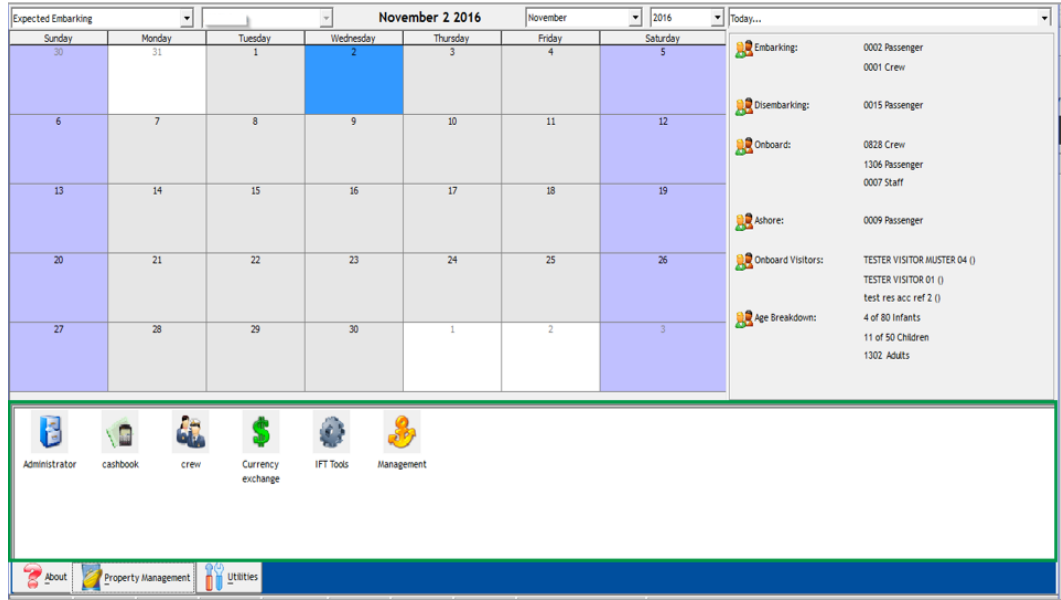 Expected Embarking
November 2 2016
November
2016
Today...
Sunday Monday Tuesday Wednesday Thursday Friday Saturday
30 31 1 2 3 4 5
6 7 8 9 10 11 12
13 14 15 16 17 18 19
20 21 22 23 24 25 26
27 28 29 30 1 2 3
Embarking: 0002 Passenger
0001 Crew
Disembarking: 0015 Passenger
Onboard: 0828 Crew
1306 Passenger
0007 Staff
Ashore: 0009 Passenger
Onboard Visitors: TESTER VISITOR MUSTER 04 ()
TESTER VISITOR 01 ()
test res acc ref 2 ()
Age Breakdown: 4 of 80 Infants
11 of 50 Children
1302 Adults
Administrator cashbook crew Currency IFT Tools Management
exchange
About Property Management Utilities